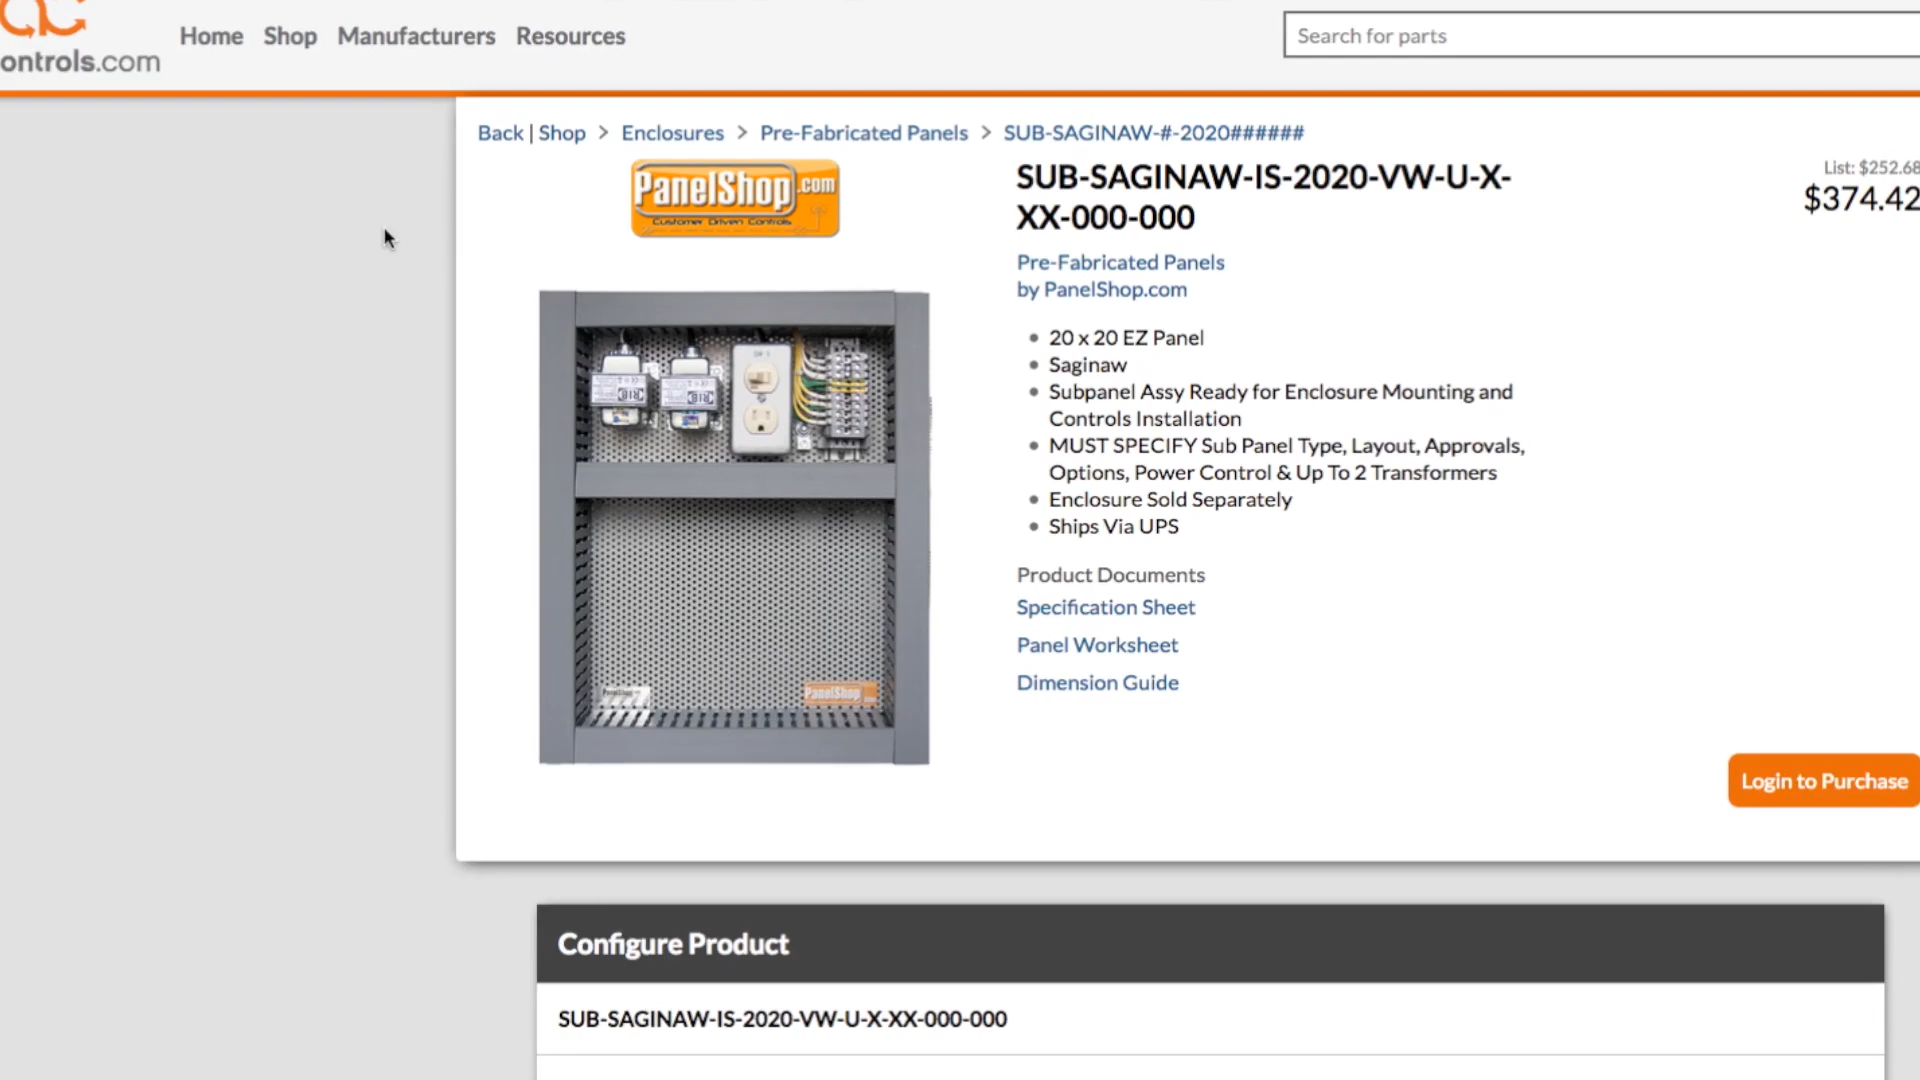 Home Shop Manufacturers Resources
Search for parts
ontrols.com
Back | Shop > Enclosures > Pre-Fabricated Panels > SUB-SAGINAW-#-2020######
PanelShop.com
Customer Driven Controls
SUB-SAGINAW-IS-2020-VW-U-X-
XX-000-000
List: $252.68
$374.42
Pre-Fabricated Panels
by PanelShop.com
• 20 x 20 EZ Panel
• Saginaw
• Subpanel Assy Ready for Enclosure Mounting and
Controls Installation
• MUST SPECIFY Sub Panel Type, Layout, Approvals,
Options, Power Control & Up To 2 Transformers
• Enclosure Sold Separately
• Ships Via UPS
Product Documents
Specification Sheet
Panel Worksheet
Dimension Guide
RIB
RIB
PanelShop
PanelShop
Login to Purchase
Configure Product
SUB-SAGINAW-IS-2020-VW-U-X-XX-000-000